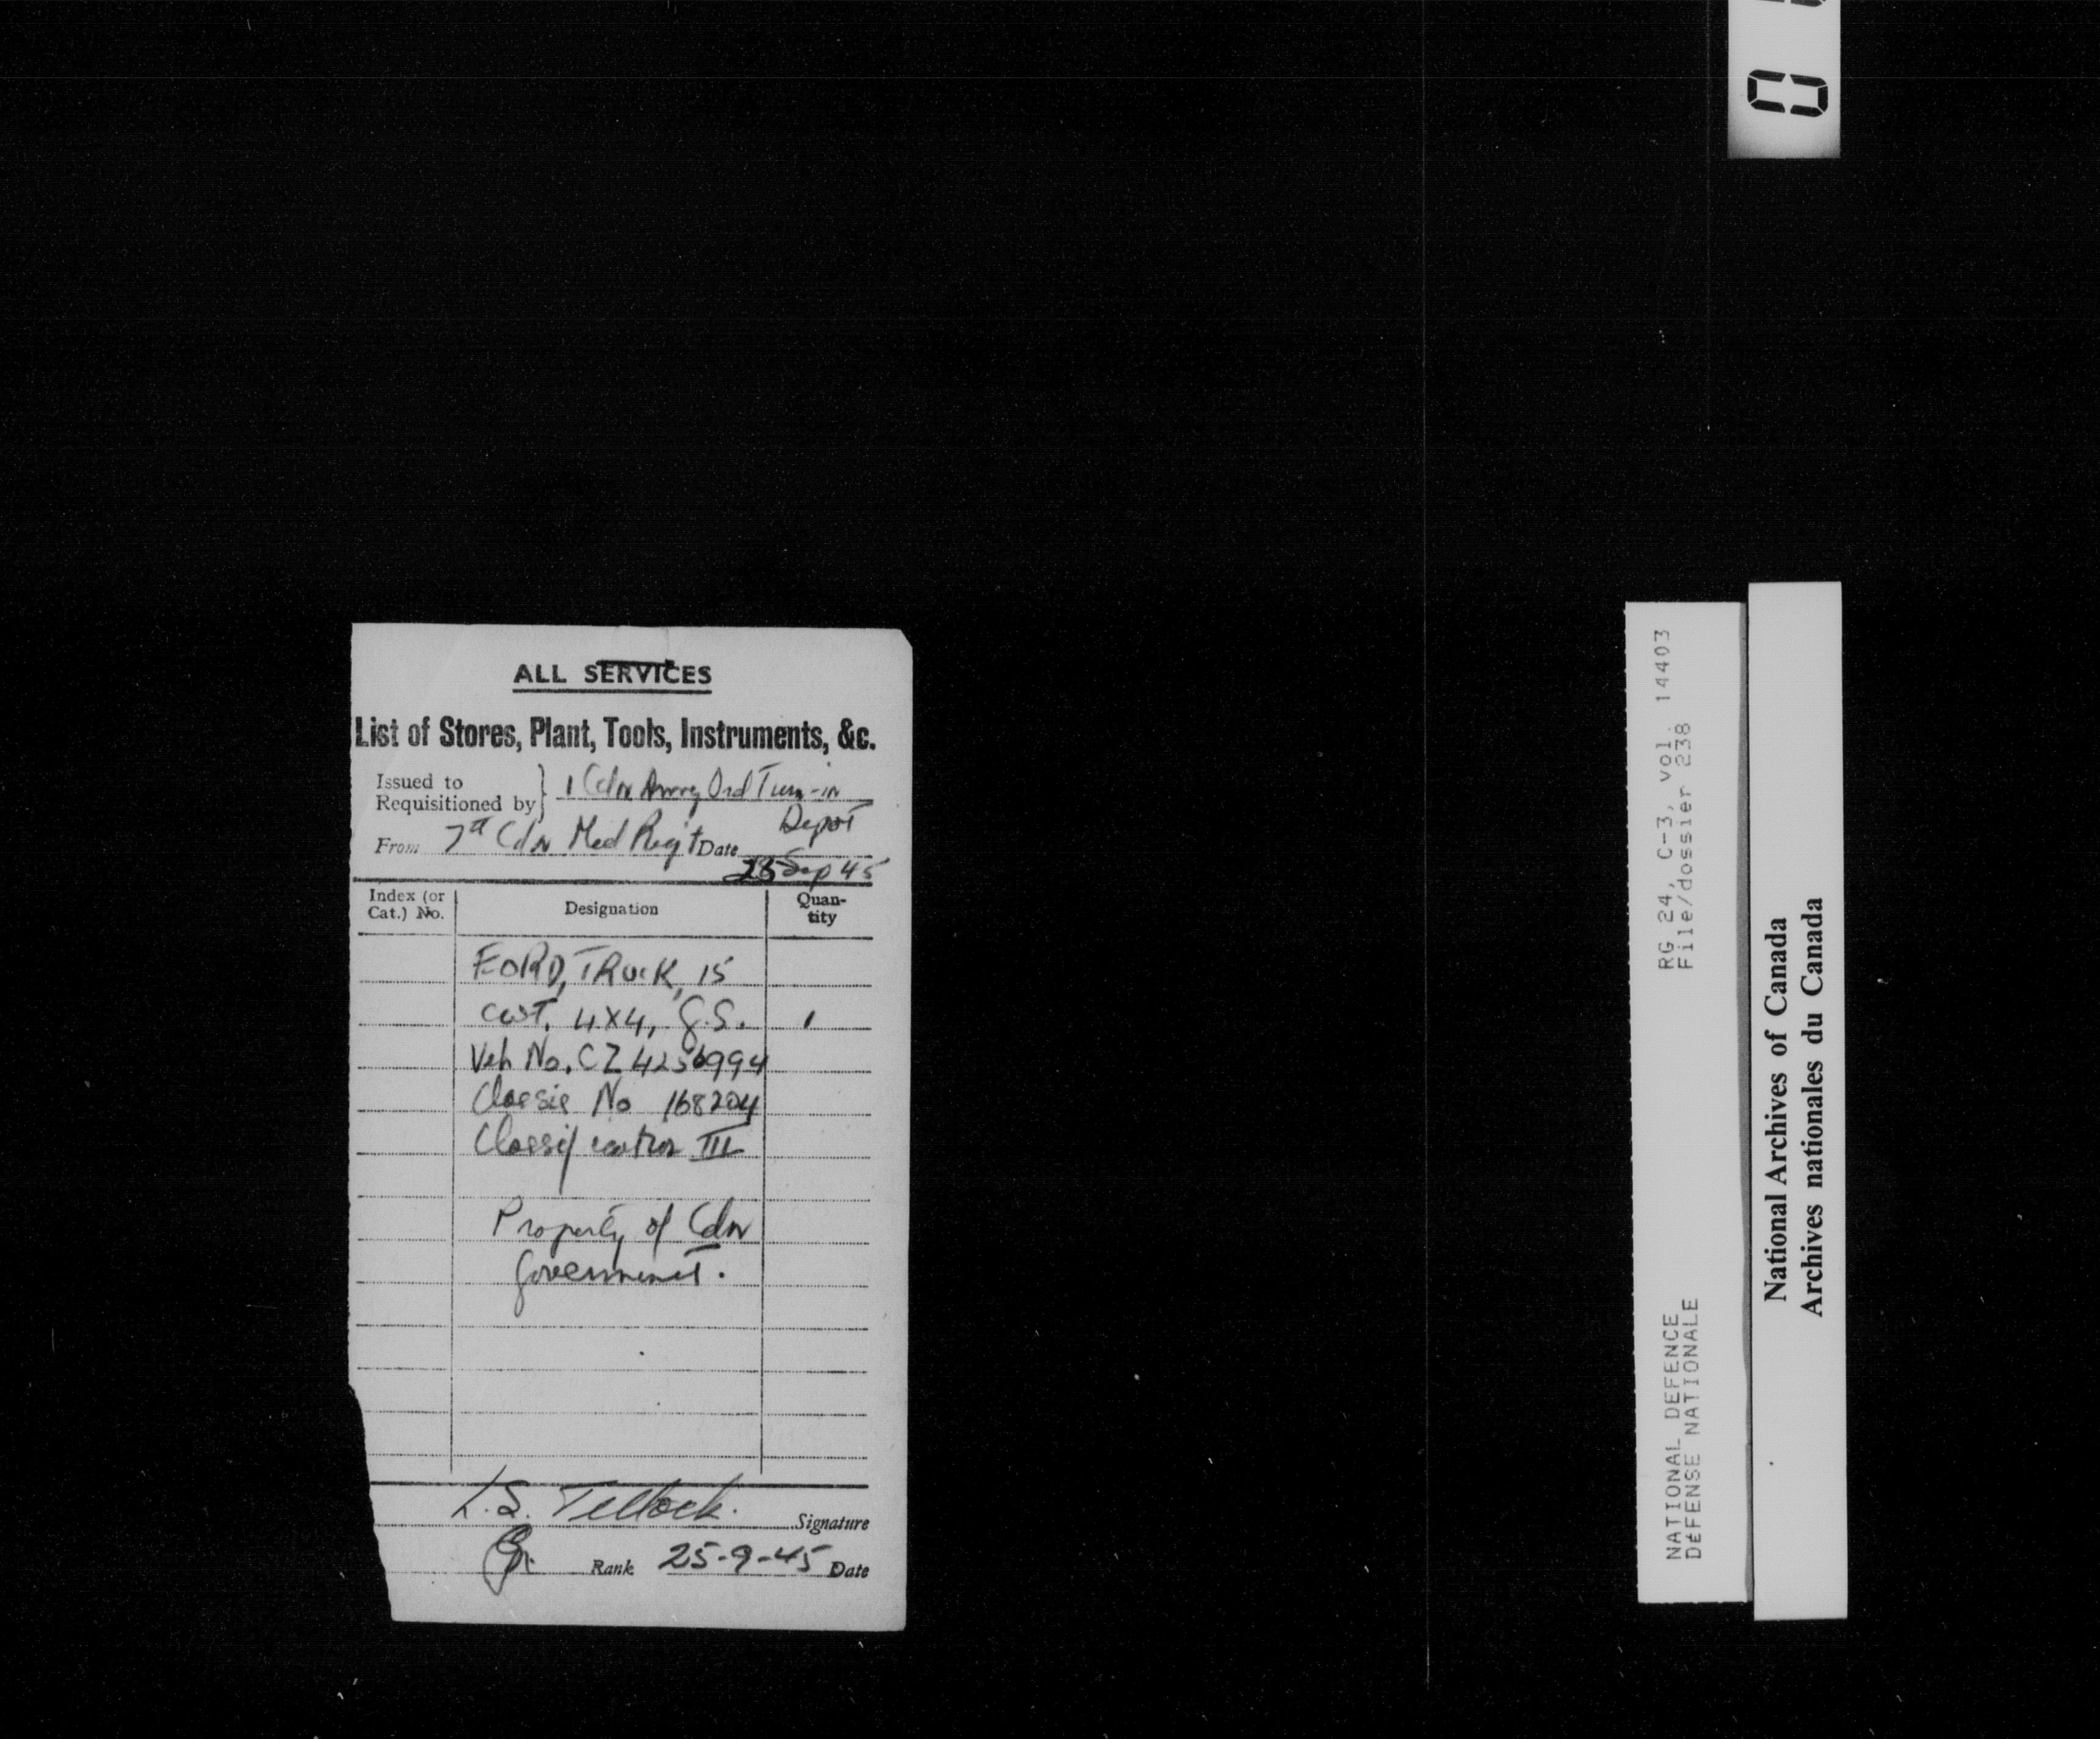 ALL SERVICES
List of Stores, Plant, Tools, Instruments, &c.
Issued to
Requisitioned by } 1 Cdn Army Ord Turn-in
Depot
From 7th Cdn Med Regt Date
25 Sep 45
Index (or Cat.) No. Designation Quantity
FORD, TRUCK, 15
cwt. 4X4, G.S. 1
Veh No. CZ4256994
Chassis No 168204
Classification III
Property of Cdn
Government.
L.S. Tellock. Signature
Gr. Rank 25-9-45 Date
RG 24, C-3, vol. 14403
File/dossier 238
NATIONAL DEFENCE
DéFENSE NATIONALE
National Archives of Canada
Archives nationales du Canada
0